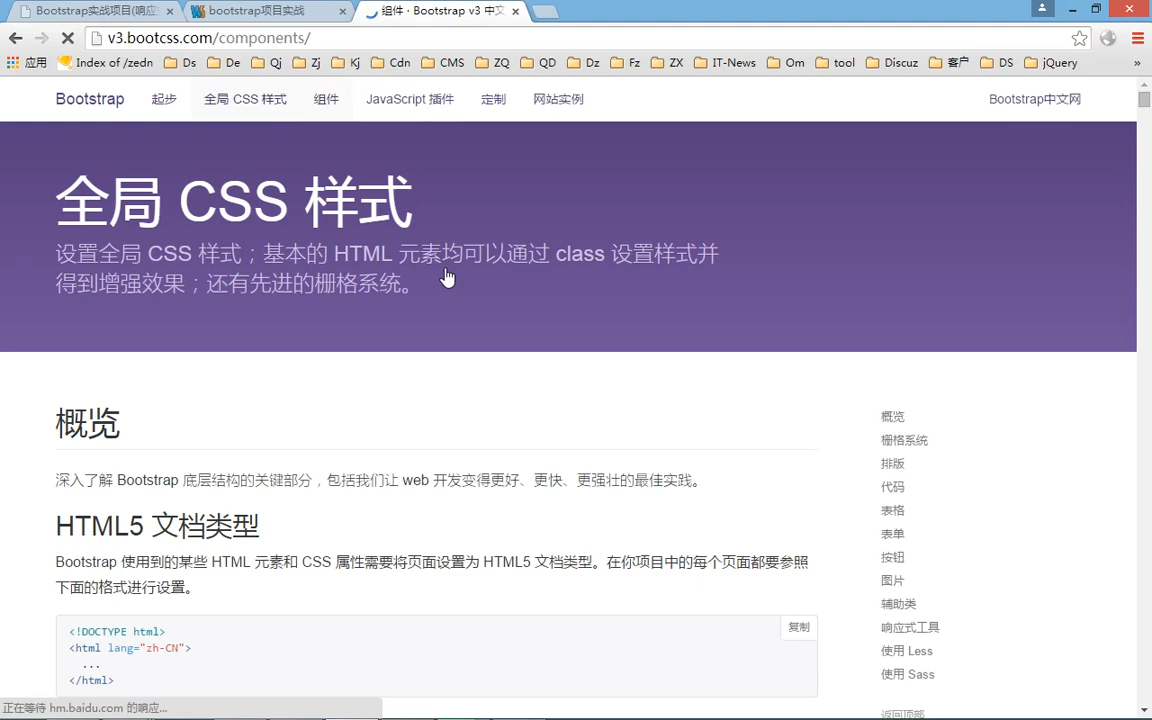 Bootstrap实战项目(响应
bootstrap项目实战
组件 · Bootstrap v3 中文
v3.bootcss.com/components/
应用 Index of /zedn Ds De Qj Zj Kj Cdn CMS ZQ QD Dz Fz ZX IT-News Om tool Discuz 客户 DS jQuery »
Bootstrap 起步 全局 CSS 样式 组件 JavaScript 插件 定制 网站实例 Bootstrap中文网
全局 CSS 样式
设置全局 CSS 样式；基本的 HTML 元素均可以通过 class 设置样式并
得到增强效果；还有先进的栅格系统。
概览
深入了解 Bootstrap 底层结构的关键部分，包括我们让 web 开发变得更好、更快、更强壮的最佳实践。
HTML5 文档类型
Bootstrap 使用到的某些 HTML 元素和 CSS 属性需要将页面设置为 HTML5 文档类型。在你项目中的每个页面都要参照
下面的格式进行设置。
复制
<!DOCTYPE html>
<html lang="zh-CN">
...
</html>
概览
栅格系统
排版
代码
表格
表单
按钮
图片
辅助类
响应式工具
使用 Less
使用 Sass
返回顶部
正在等待 hm.baidu.com 的响应...